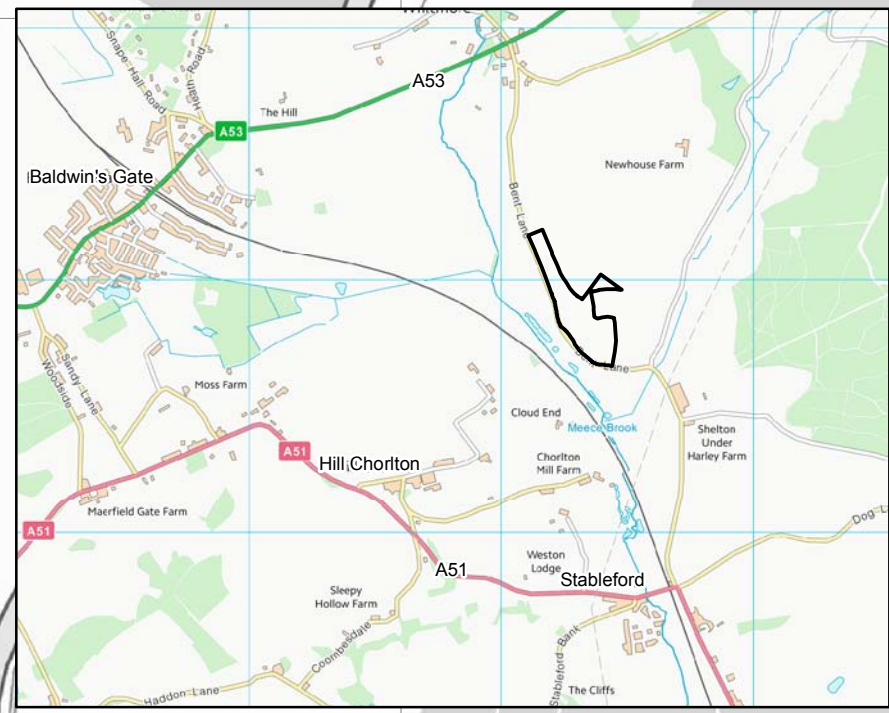 Snape Hall Road
Heath Road
A53
The Hill
A53
Newhouse Farm
Baldwin's Gate
Bent Lane
Sandy Lane
Woodside
Moss Farm
Bent Lane
Cloud End
Meece Brook
Shelton
Under
Harley Farm
A51
Hill Chorlton
Chorlton
Mill Farm
Maerfield Gate Farm
A51
Dog L
A51
Weston
Lodge
Stableford
Sleepy
Hollow Farm
Coombesdale
Stableford Bank
The Cliffs
Haddon Lane